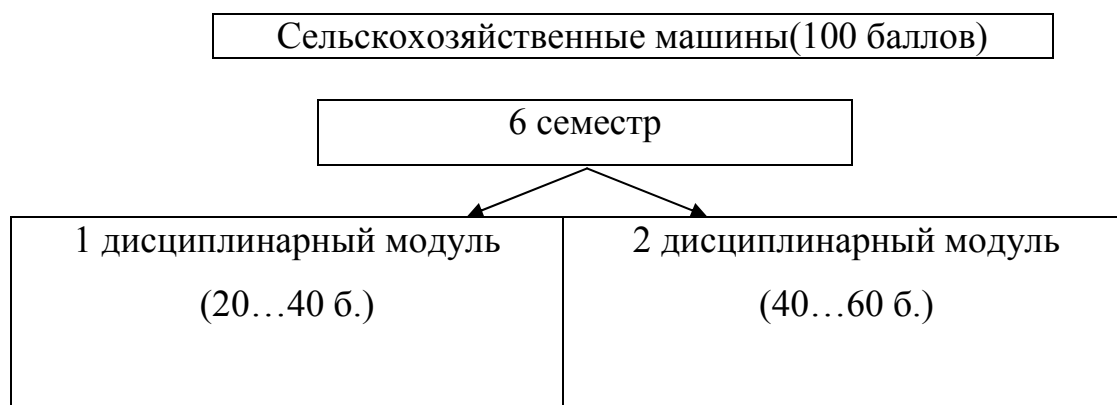 Сельскохозяйственные машины(100 баллов)
6 семестр
1 дисциплинарный модуль
(20…40 б.)
2 дисциплинарный модуль
(40…60 б.)